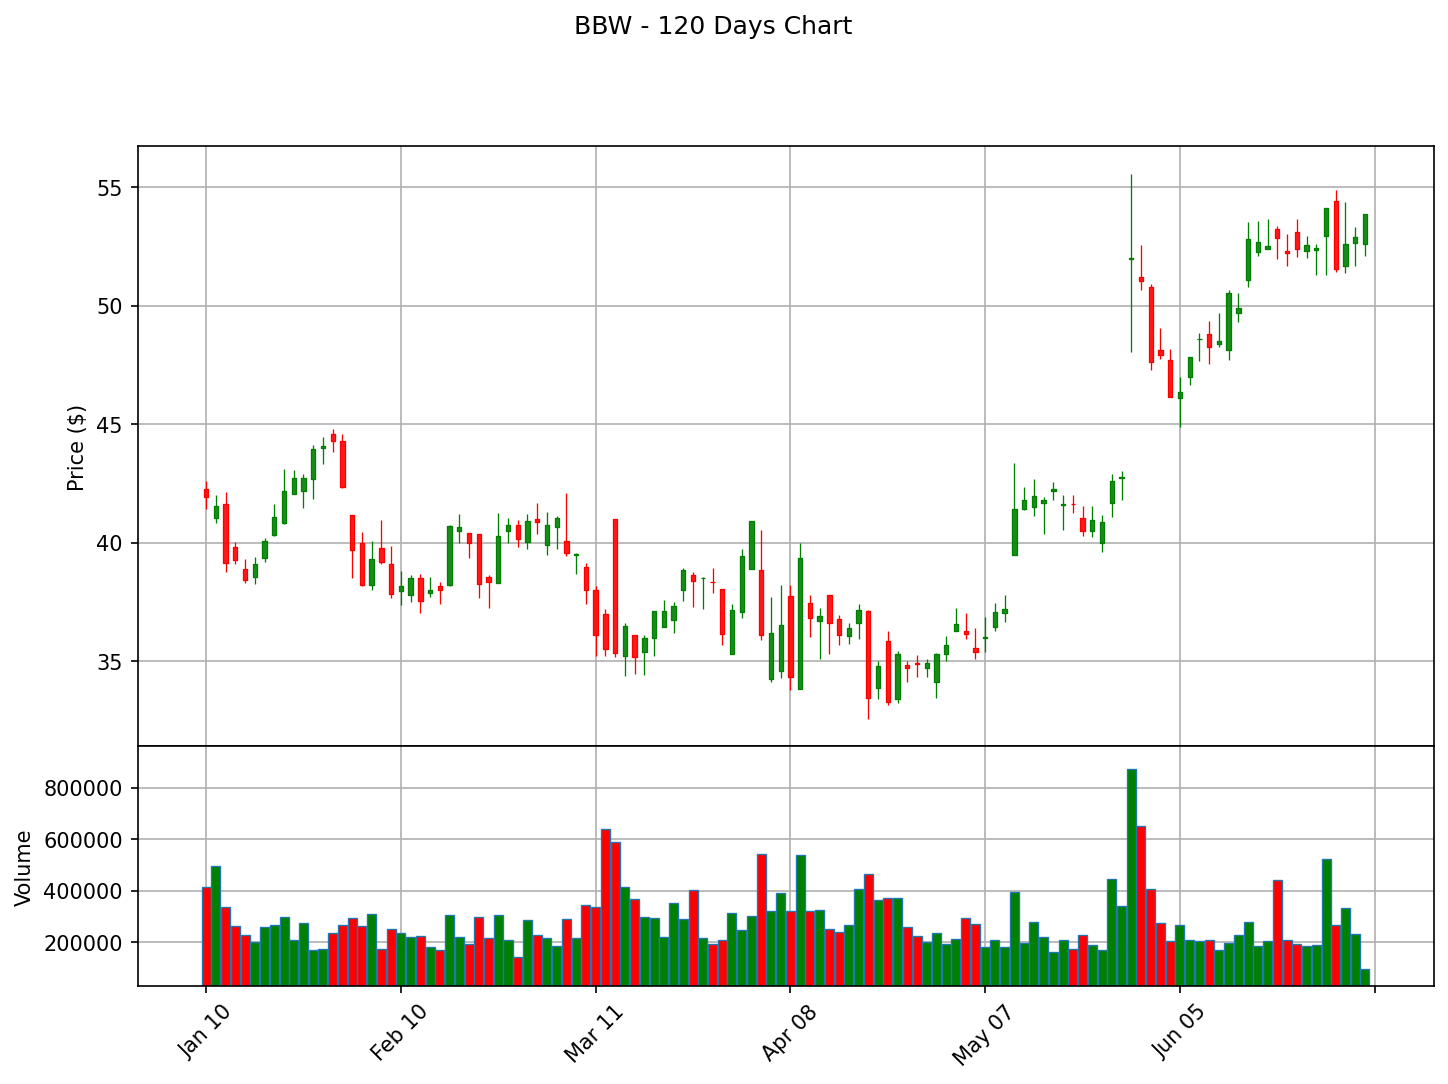 BBW - 120 Days Chart
55
50
45
40
35
Price ($)
800000
600000
400000
200000
Volume
Jan 10
Feb 10
Mar 11
Apr 08
May 07
Jun 05